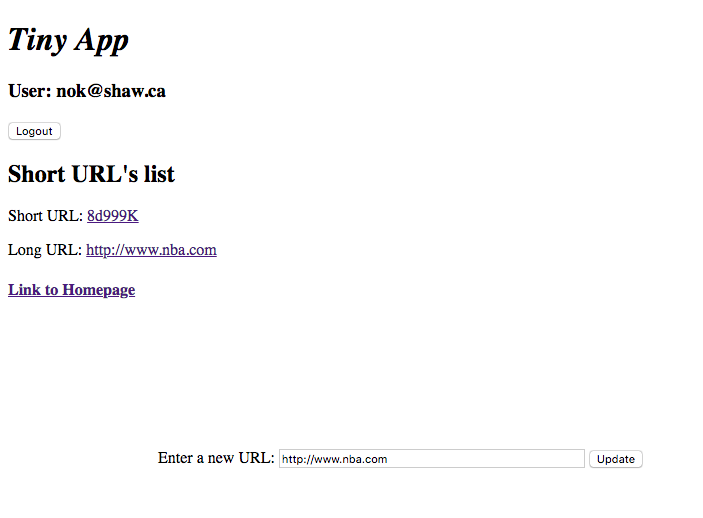 Tiny App
User: nok@shaw.ca
Logout
Short URL's list
Short URL: 8d999K
Long URL: http://www.nba.com
Link to Homepage
Enter a new URL: http://www.nba.com Update